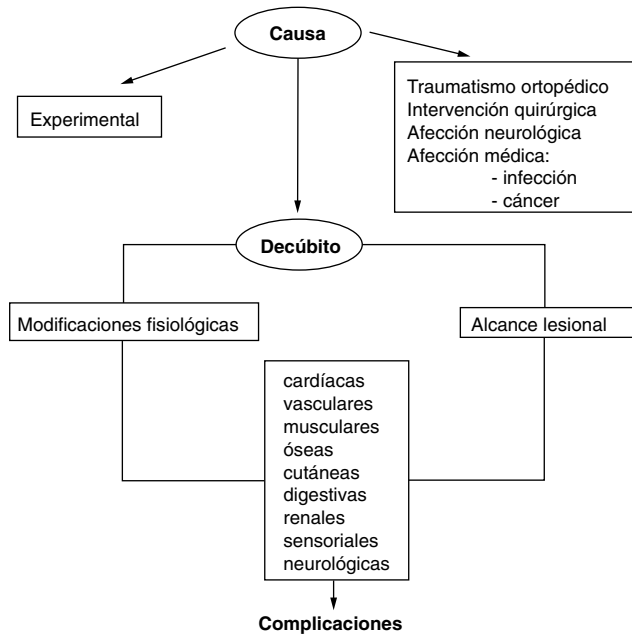 Causa
Experimental
Traumatismo ortopédico
Intervención quirúrgica
Afección neurológica
Afección médica:
- infección
- cáncer
Decúbito
Modificaciones fisiológicas
Alcance lesional
cardíacas
vasculares
musculares
óseas
cutáneas
digestivas
renales
sensoriales
neurológicas
Complicaciones